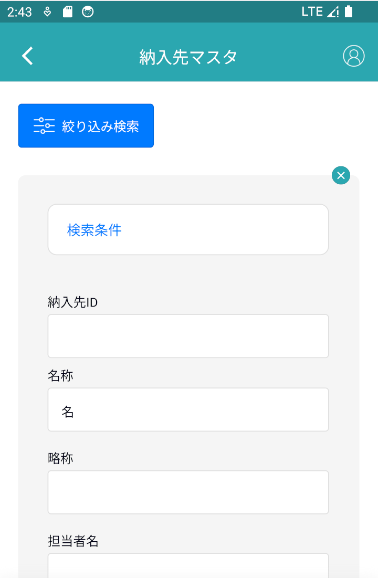 2:43
LTE
納入先マスタ
絞り込み検索
検索条件
納入先ID
名称
名
略称
担当者名